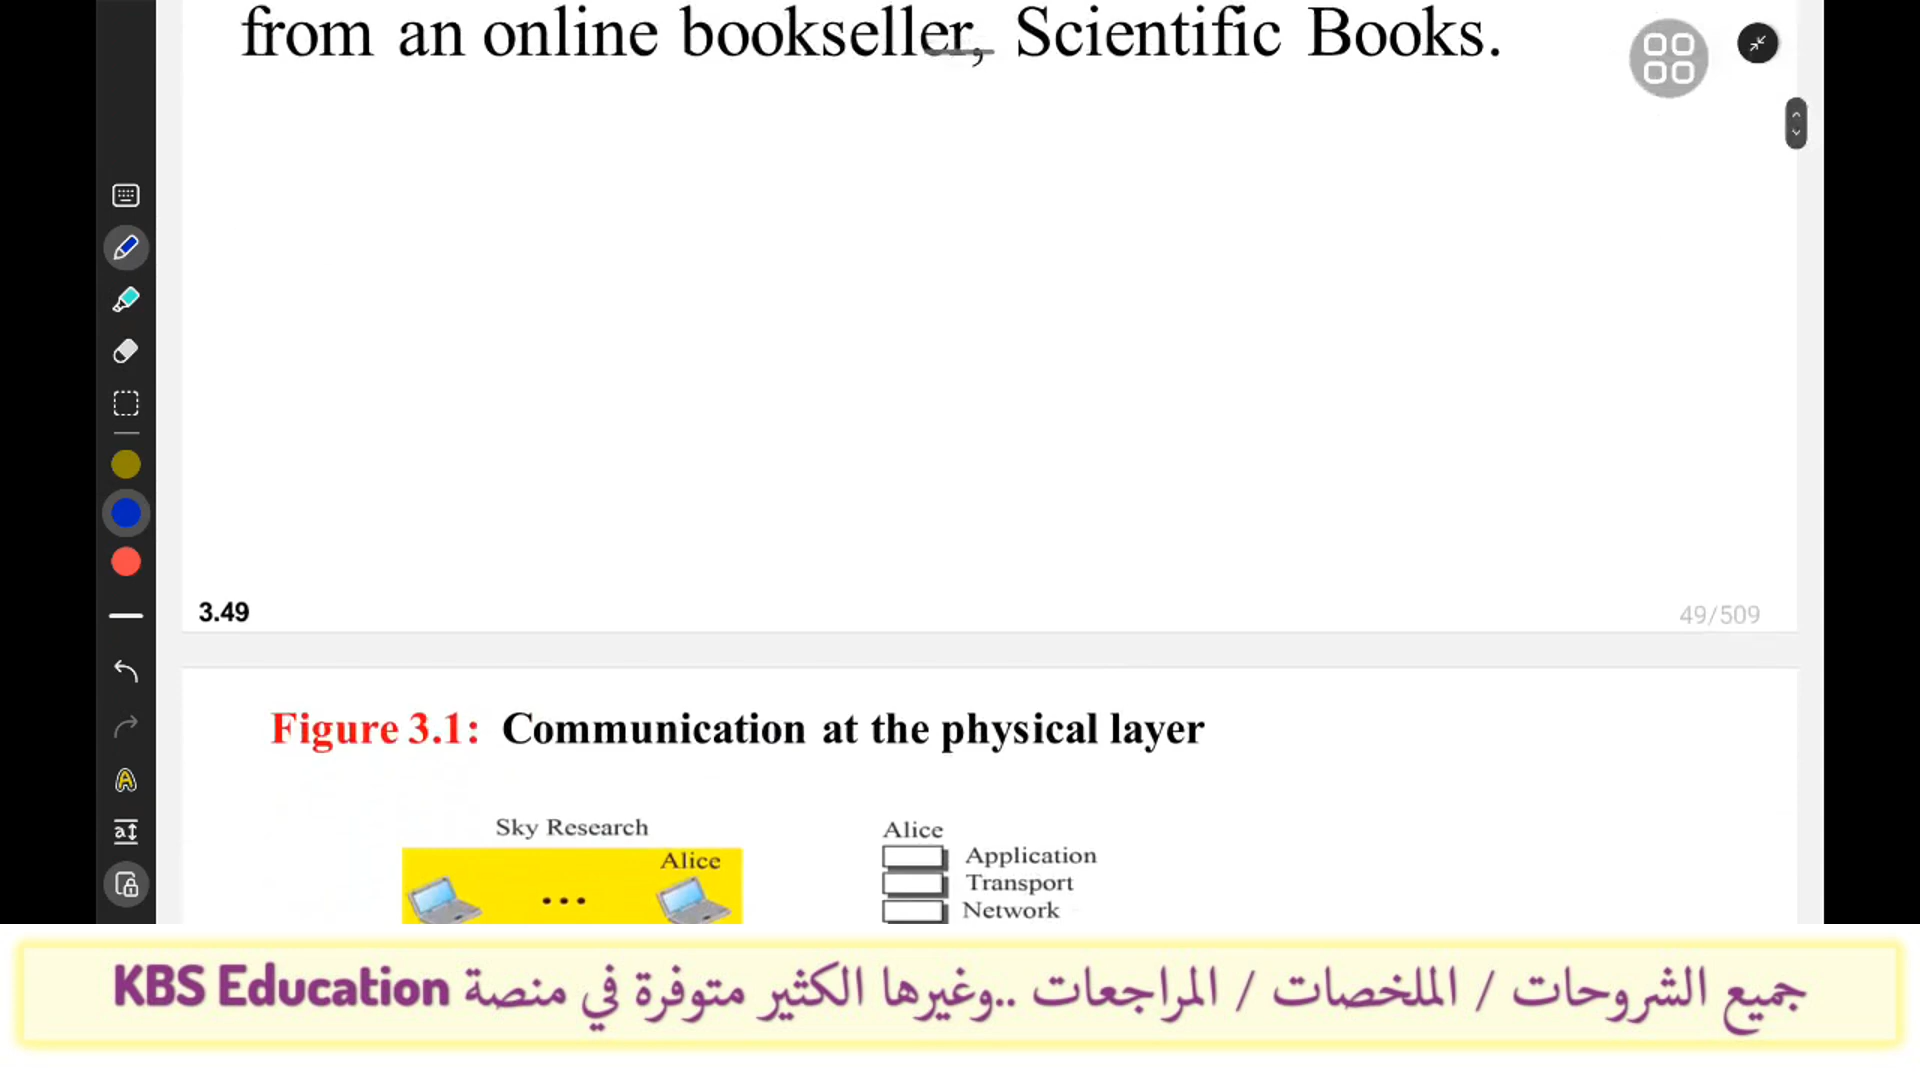 from an online bookseller, Scientific Books.
3.49
49/509
Figure 3.1: Communication at the physical layer
Sky Research
Alice
Alice
Application
Transport
Network
جميع الشروحات / الملخصات / المراجعات ..وغيرها الكثير متوفرة في منصة KBS Education